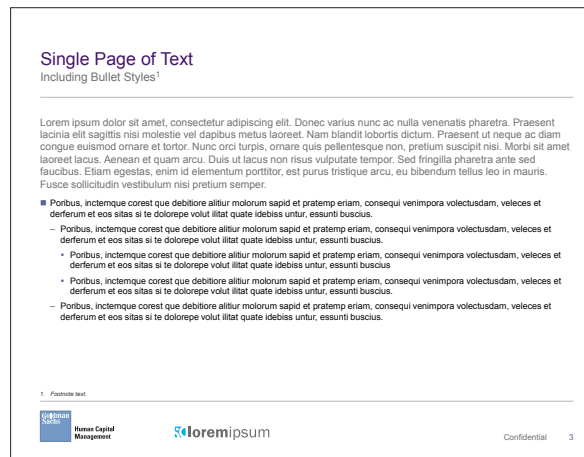 Single Page of Text
Including Bullet Styles1
Lorem ipsum dolor sit amet, consectetur adipiscing elit. Donec varius nunc ac nulla venenatis pharetra. Praesent
lacinia elit sagittis nisi molestie vel dapibus metus laoreet. Nam blandit lobortis dictum. Praesent ut neque ac diam
congue euismod ornare et tortor. Nunc orci turpis, ornare quis pellentesque non, pretium suscipit nisi. Morbi sit amet
laoreet lacus. Aenean et quam arcu. Duis ut lacus non risus vulputate tempor. Sed fringilla pharetra ante sed
faucibus. Etiam egestas, enim id elementum porttitor, est purus tristique arcu, eu bibendum tellus leo in mauris.
Fusce sollicitudin vestibulum nisi pretium semper.
■ Poribus, inctemque corest que debitiore alitiur molorum sapid et pratemp eriam, consequi venimpora volectusdam, veleces et
derferum et eos sitas si te dolorepe volut ilitat quate idebiss untur, essunti buscius.
– Poribus, inctemque corest que debitiore alitiur molorum sapid et pratemp eriam, consequi venimpora volectusdam, veleces et
derferum et eos sitas si te dolorepe volut ilitat quate idebiss untur, essunti buscius.
• Poribus, inctemque corest que debitiore alitiur molorum sapid et pratemp eriam, consequi venimpora volectusdam, veleces et
derferum et eos sitas si te dolorepe volut ilitat quate idebiss untur, essunti buscius
• Poribus, inctemque corest que debitiore alitiur molorum sapid et pratemp eriam, consequi venimpora volectusdam, veleces et
derferum et eos sitas si te dolorepe volut ilitat quate idebiss untur, essunti buscius.
– Poribus, inctemque corest que debitiore alitiur molorum sapid et pratemp eriam, consequi venimpora volectusdam, veleces et
derferum et eos sitas si te dolorepe volut ilitat quate idebiss untur, essunti buscius.
1. Footnote text.
Goldman
Sachs
Human Capital
Management
loremipsum
Confidential 3